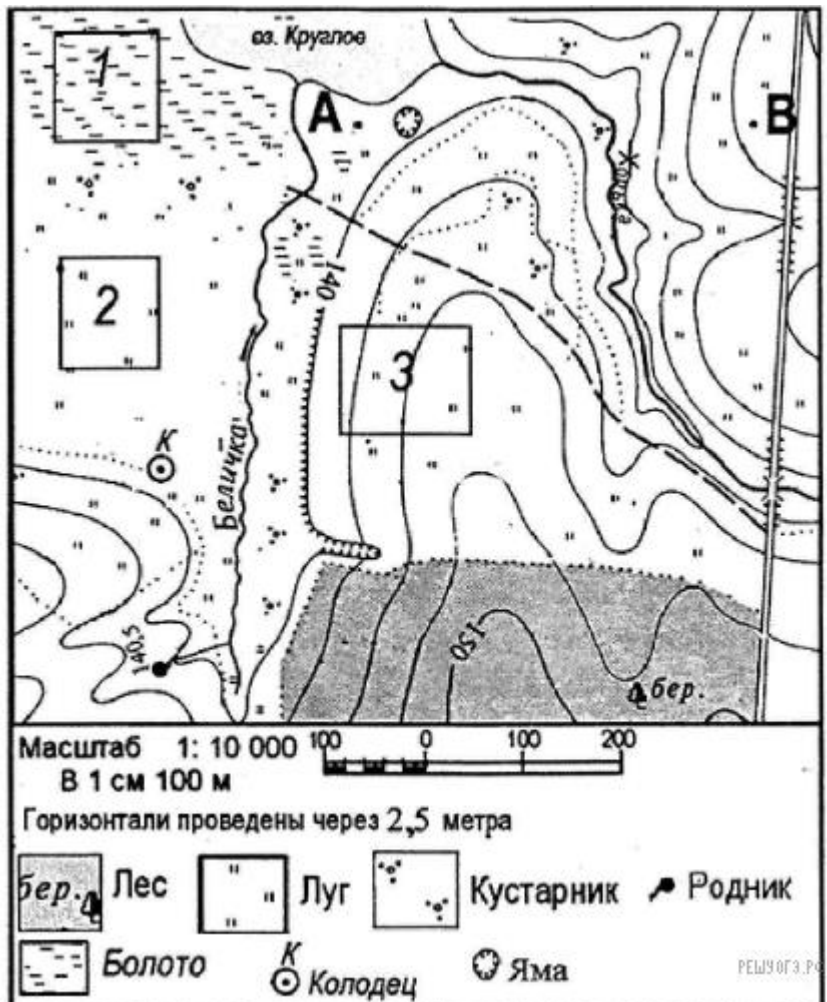 1
оз. Круглое
А
В
Копытца
2
140
3
К
Беличка
140,5
150
бер.
Масштаб 1: 10 000
100 0 100 200
В 1 см 100 м
Горизонтали проведены через 2,5 метра
бер. Лес
Луг
Кустарник
Родник
Болото
К
Колодец
Яма
РЕШУОГЭ.РФ